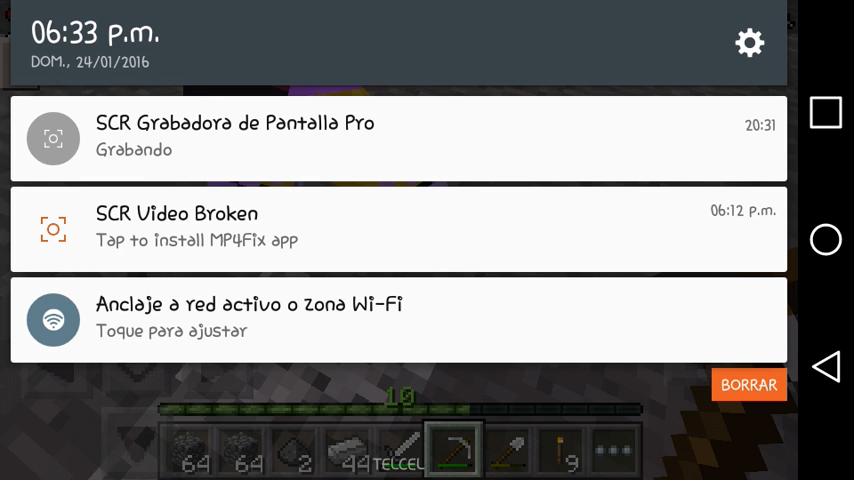 06:33 p.m.
DOM., 24/01/2016
SCR Grabadora de Pantalla Pro
20:31
Grabando
SCR Video Broken
06:12 p.m.
Tap to install MP4Fix app
Anclaje a red activo o zona Wi-Fi
Toque para ajustar
BORRAR
10
64 64 2 44 TELCEL 9